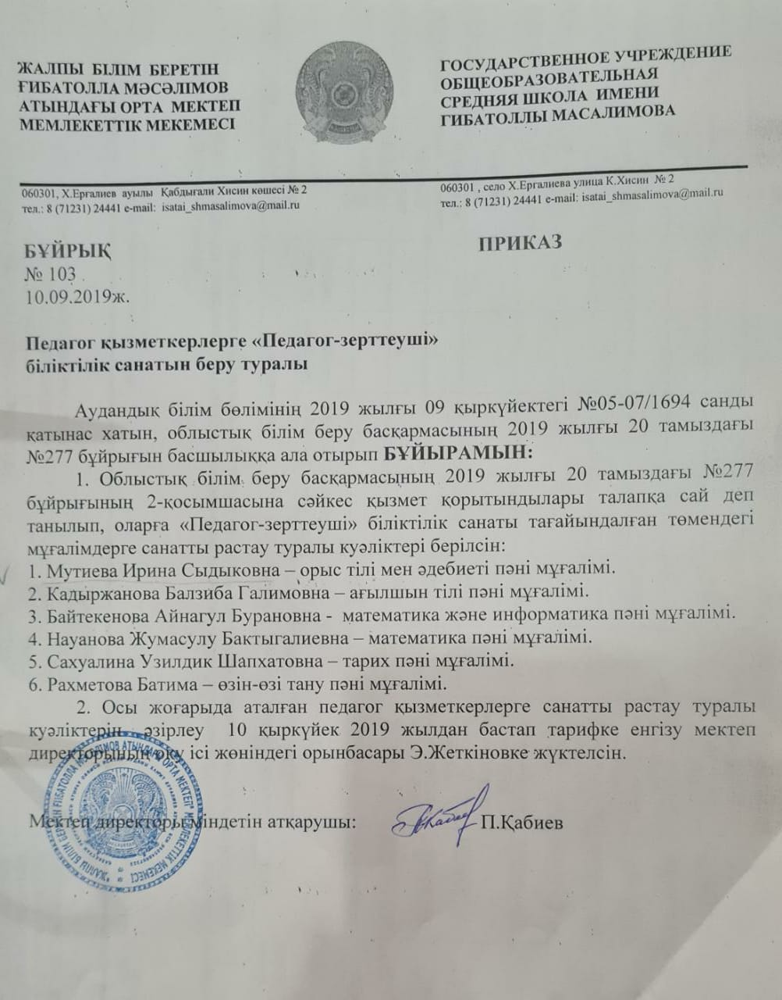 ЖАЛПЫ БІЛІМ БЕРЕТІН
ҒИБАТОЛЛА МӘСӘЛІМОВ
АТЫНДАҒЫ ОРТА МЕКТЕП
МЕМЛЕКЕТТІК МЕКЕМЕСІ
ГОСУДАРСТВЕННОЕ УЧРЕЖДЕНИЕ
ОБЩЕОБРАЗОВАТЕЛЬНАЯ
СРЕДНЯЯ ШКОЛА ИМЕНИ
ГИБАТОЛЛЫ МАСАЛИМОВА
060301, Х.Ергалиев ауылы Қабдығали Хисин көшесі № 2
тел.: 8 (71231) 24441 e-mail: isatai_shmasalimova@mail.ru
060301 , село Х.Ергалиева улица К.Хисин № 2
тел.: 8 (71231) 24441 e-mail: isatai_shmasalimova@mail.ru
БҰЙРЫҚ
ПРИКАЗ
№ 103
10.09.2019ж.
Педагог қызметкерлерге «Педагог-зерттеуші»
біліктілік санатын беру туралы
Аудандық білім бөлімінің 2019 жылғы 09 қыркүйектегі №05-07/1694 санды
қатынас хатын, облыстық білім беру басқармасының 2019 жылғы 20 тамыздағы
№277 бұйрығын басшылыққа ала отырып БҰЙЫРАМЫН:
1. Облыстық білім беру басқармасының 2019 жылғы 20 тамыздағы №277
бұйрығының 2-қосымшасына сәйкес қызмет қорытындылары талапқа сай деп
танылып, оларға «Педагог-зерттеуші» біліктілік санаты тағайындалған төмендегі
мұғалімдерге санатты растау туралы куәліктері берілсін:
1. Мутиева Ирина Сыдыковна – орыс тілі мен әдебиеті пәні мұғалімі.
2. Кадыржанова Балзиба Галимовна – ағылшын тілі пәні мұғалімі.
3. Байтекенова Айнагул Бурановна - математика және информатика пәні мұғалімі.
4. Науанова Жумасулу Бактыгалиевна – математика пәні мұғалімі.
5. Сахуалина Узилдик Шапхатовна – тарих пәні мұғалімі.
6. Рахметова Батима – өзін-өзі тану пәні мұғалімі.
2. Осы жоғарыда аталған педагог қызметкерлерге санатты растау туралы
куәліктерін әзірлеу 10 қыркүйек 2019 жылдан бастап тарифке енгізу мектеп
директорының оқу ісі жөніндегі орынбасары Э.Жеткіновке жүктелсін.
Мектеп директоры міндетін атқарушы:
П.Қабиев